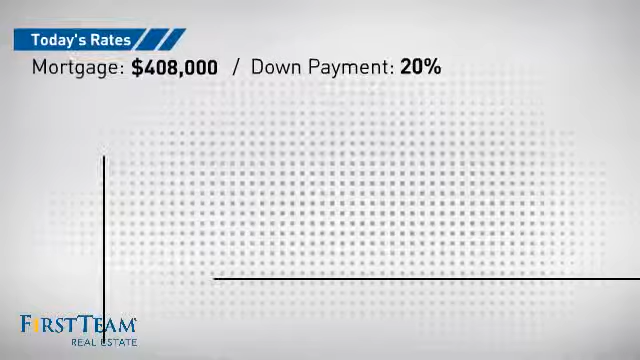 Today's Rates
Mortgage: $408,000 / Down Payment: 20%
FIRSTTEAM®
REAL ESTATE